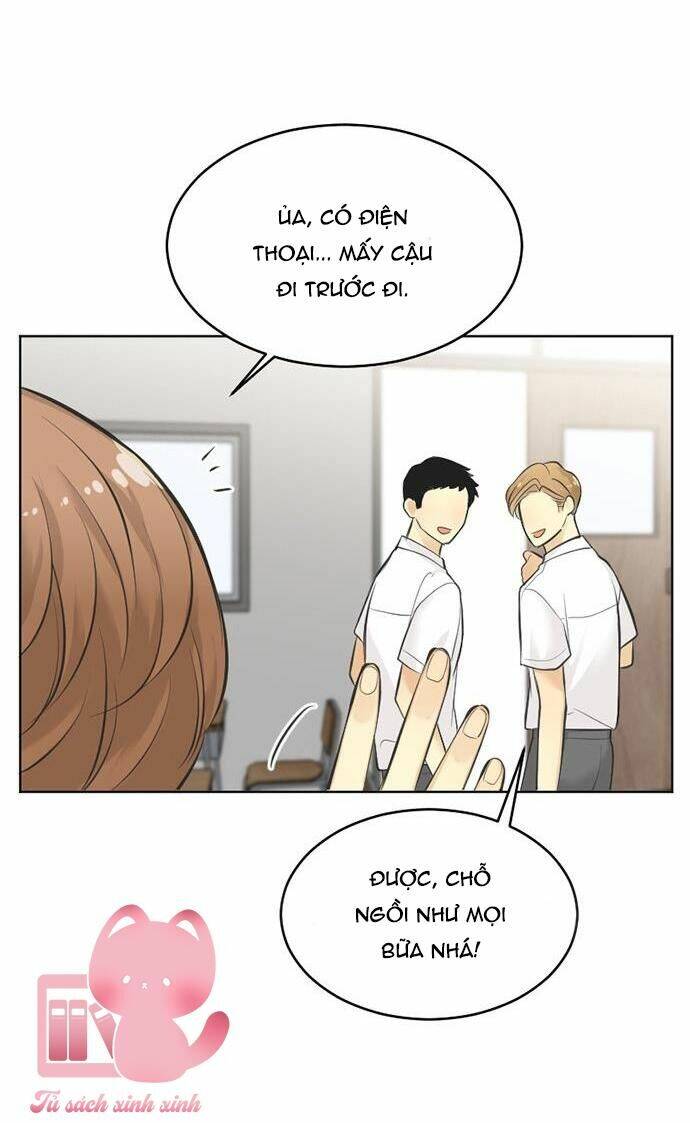 ỦA, CÓ ĐIỆN
THOẠI... MẤY CẬU
ĐI TRƯỚC ĐI.
ĐƯỢC, CHỖ
NGỒI NHƯ MỌI
BỮA NHÁ!
Tủ sách xinh xinh